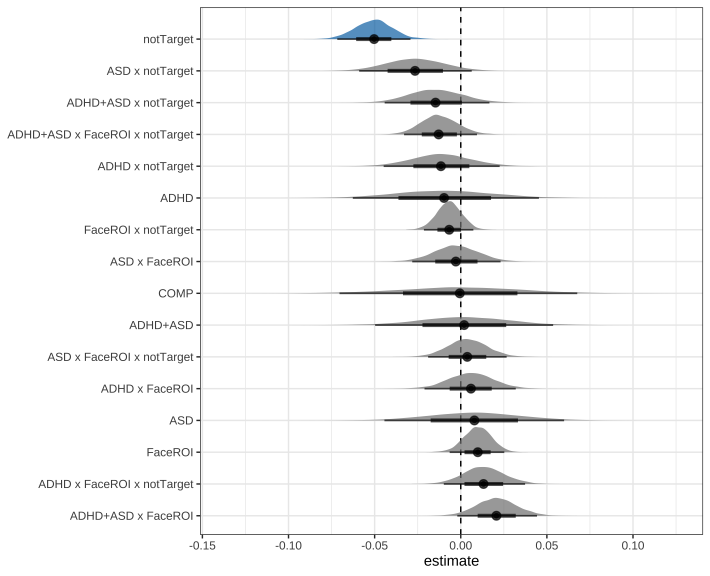 notTarget
ASD x notTarget
ADHD+ASD x notTarget
ADHD+ASD x FaceROI x notTarget
ADHD x notTarget
ADHD
FaceROI x notTarget
ASD x FaceROI
COMP
ADHD+ASD
ASD x FaceROI x notTarget
ADHD x FaceROI
ASD
FaceROI
ADHD x FaceROI x notTarget
ADHD+ASD x FaceROI
-0.15 -0.10 -0.05 0.00 0.05 0.10
estimate